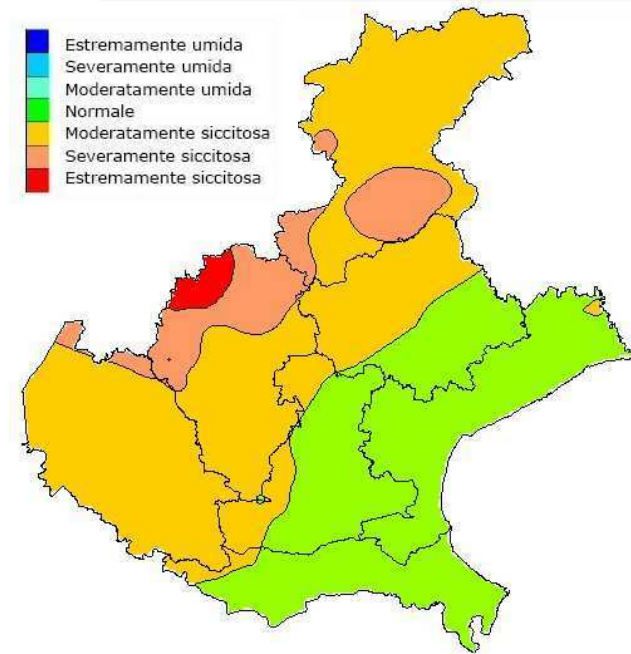 Estremamente umida
Severamente umida
Moderatamente umida
Normale
Moderatamente siccitosa
Severamente siccitosa
Estremamente siccitosa